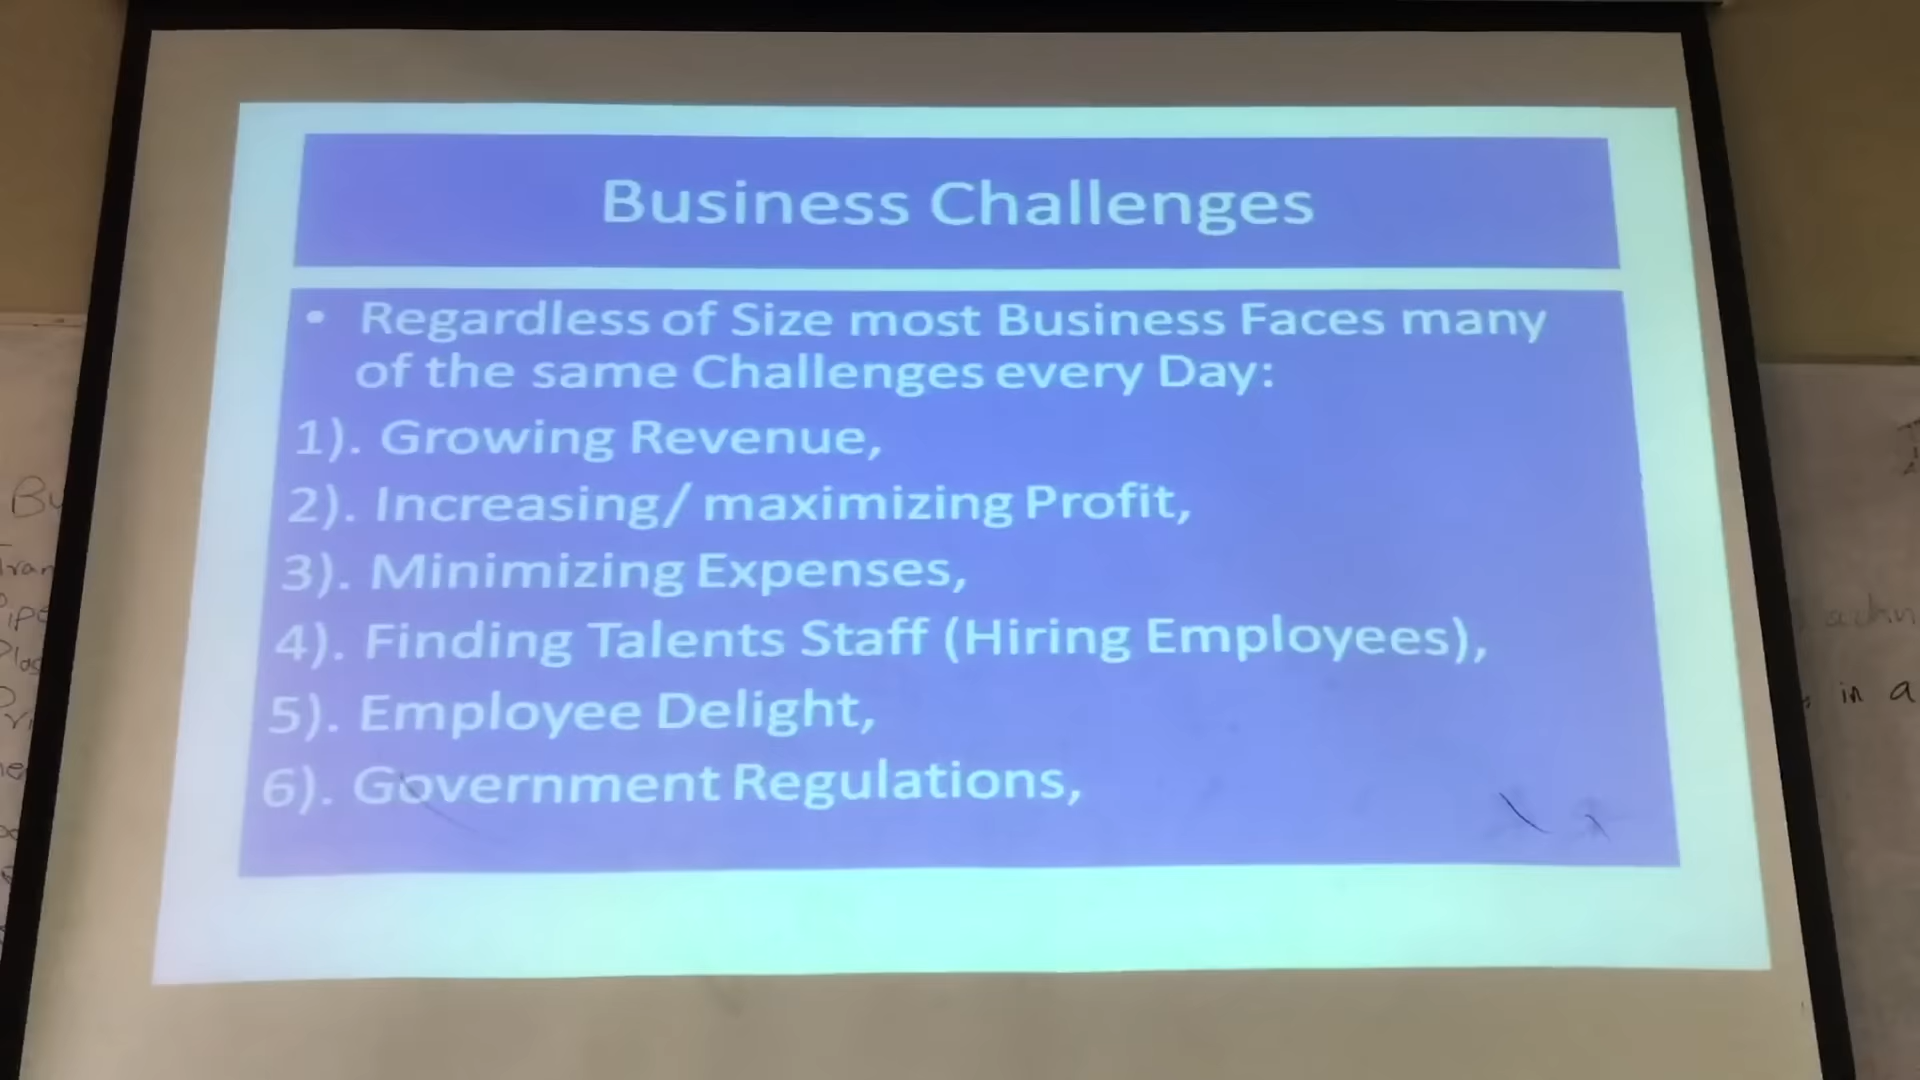 Business Challenges
• Regardless of Size most Business Faces many
of the same Challenges every Day:
1). Growing Revenue,
2). Increasing/ maximizing Profit,
3). Minimizing Expenses,
4). Finding Talents Staff (Hiring Employees),
5). Employee Delight,
6). Government Regulations,
in a